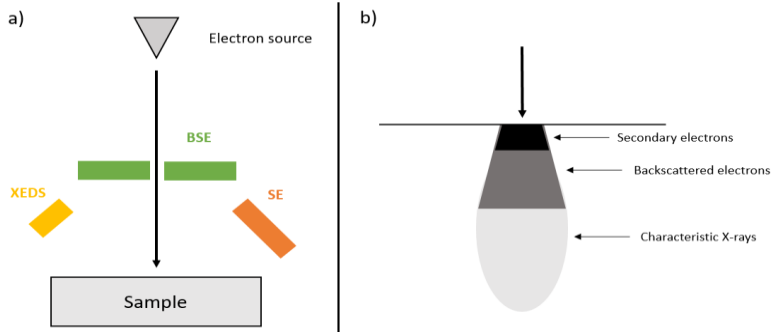 a)
Electron source
BSE
XEDS
SE
Sample
b)
Secondary electrons
Backscattered electrons
Characteristic X-rays